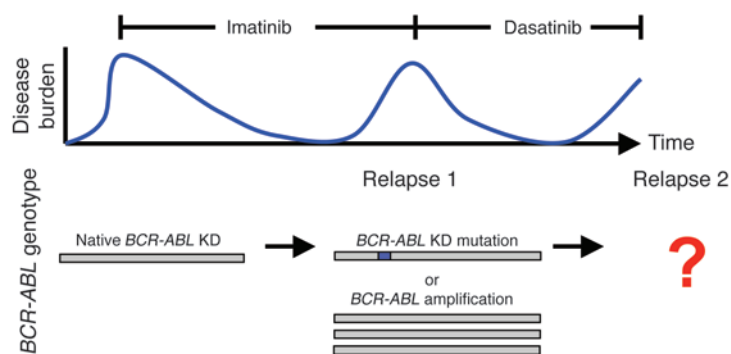 Imatinib Dasatinib
Disease
burden
Time
Relapse 1 Relapse 2
BCR-ABL genotype
Native BCR-ABL KD BCR-ABL KD mutation
?
or
BCR-ABL amplification